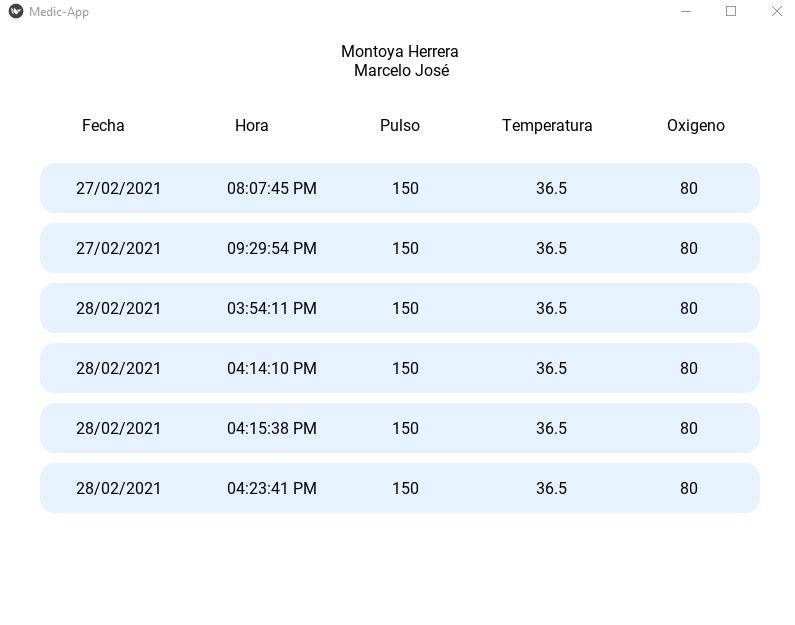 Medic-App
Montoya Herrera
Marcelo José
Fecha Hora Pulso Temperatura Oxigeno
27/02/2021 08:07:45 PM 150 36.5 80
27/02/2021 09:29:54 PM 150 36.5 80
28/02/2021 03:54:11 PM 150 36.5 80
28/02/2021 04:14:10 PM 150 36.5 80
28/02/2021 04:15:38 PM 150 36.5 80
28/02/2021 04:23:41 PM 150 36.5 80